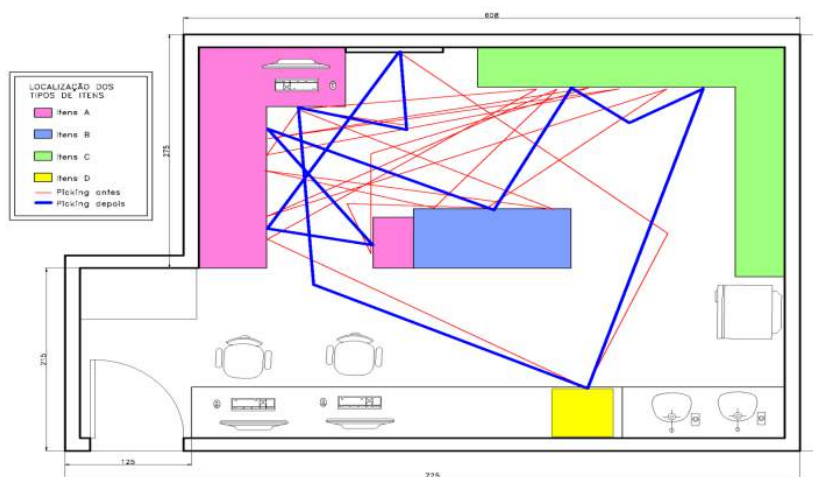 608
LOCALIZAÇÃO DOS
TIPOS DE ITENS
Itens A
Itens B
Itens C
Itens D
Picking antes
Picking depois
275
215
125
725